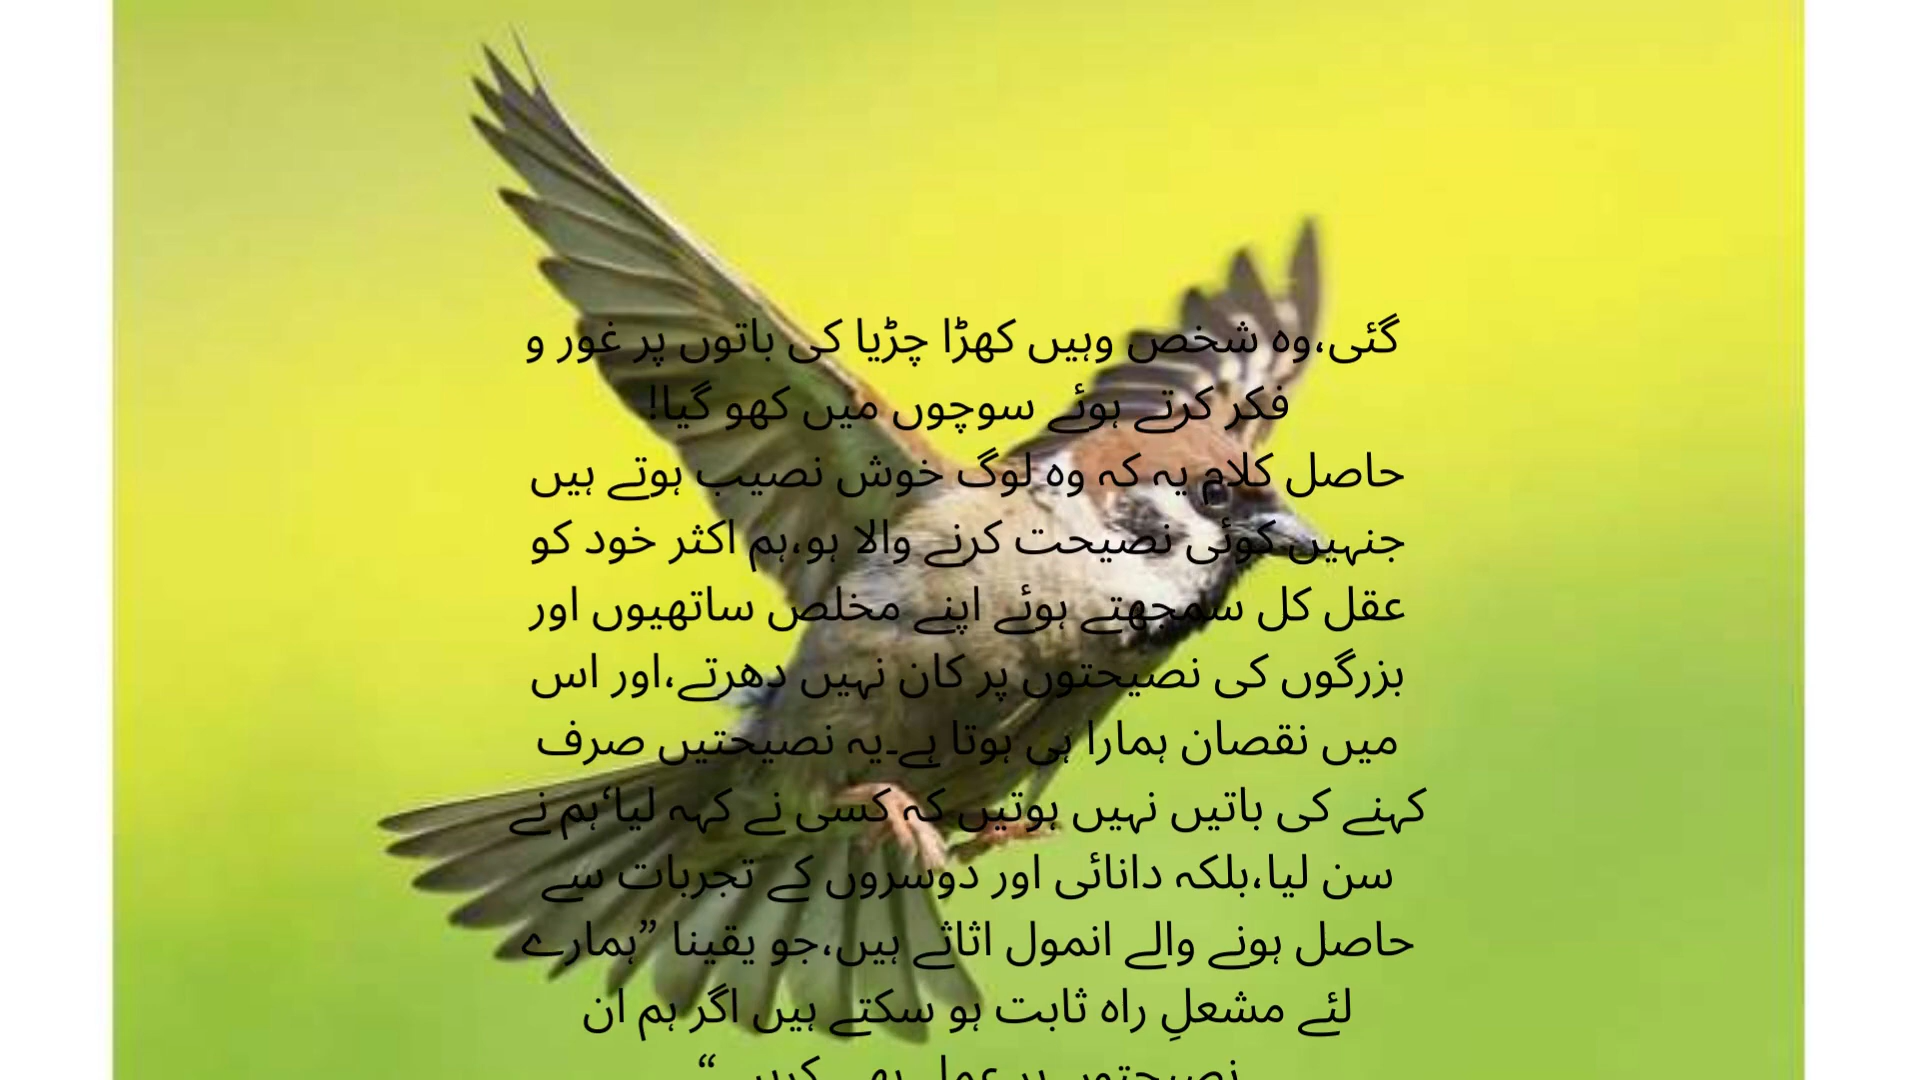 گئی،وہ شخص وہیں کھڑا چڑیا کی باتوں پر غور و
فکر کرتے ہوئے سوچوں میں کھو گیا!
حاصل کلام یہ کہ وہ لوگ خوش نصیب ہوتے ہیں
جنہیں کوئی نصیحت کرنے والا ہو،ہم اکثر خود کو
عقل کل سمجھتے ہوئے اپنے مخلص ساتھیوں اور
بزرگوں کی نصیحتوں پر کان نہیں دھرتے،اور اس
میں نقصان ہمارا ہی ہوتا ہے۔یہ نصیحتیں صرف
کہنے کی باتیں نہیں ہوتیں کہ کسی نے کہہ لیا‘ہم نے
سن لیا،بلکہ دانائی اور دوسروں کے تجربات سے
حاصل ہونے والے انمول اثاثے ہیں،جو یقینا ”ہمارے
لئے مشعلِ راہ ثابت ہو سکتے ہیں اگر ہم ان
نصیحتوں پر عمل بھی کریں۔“